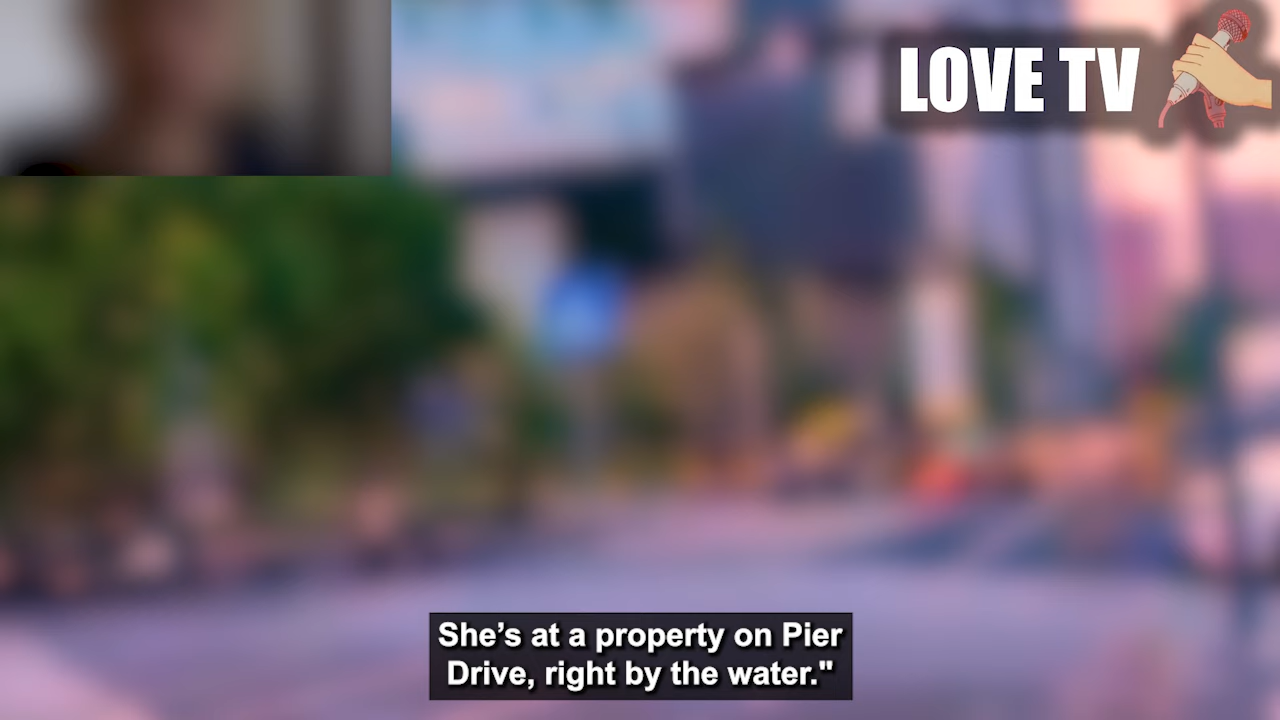 LOVE TV
She’s at a property on Pier
Drive, right by the water."